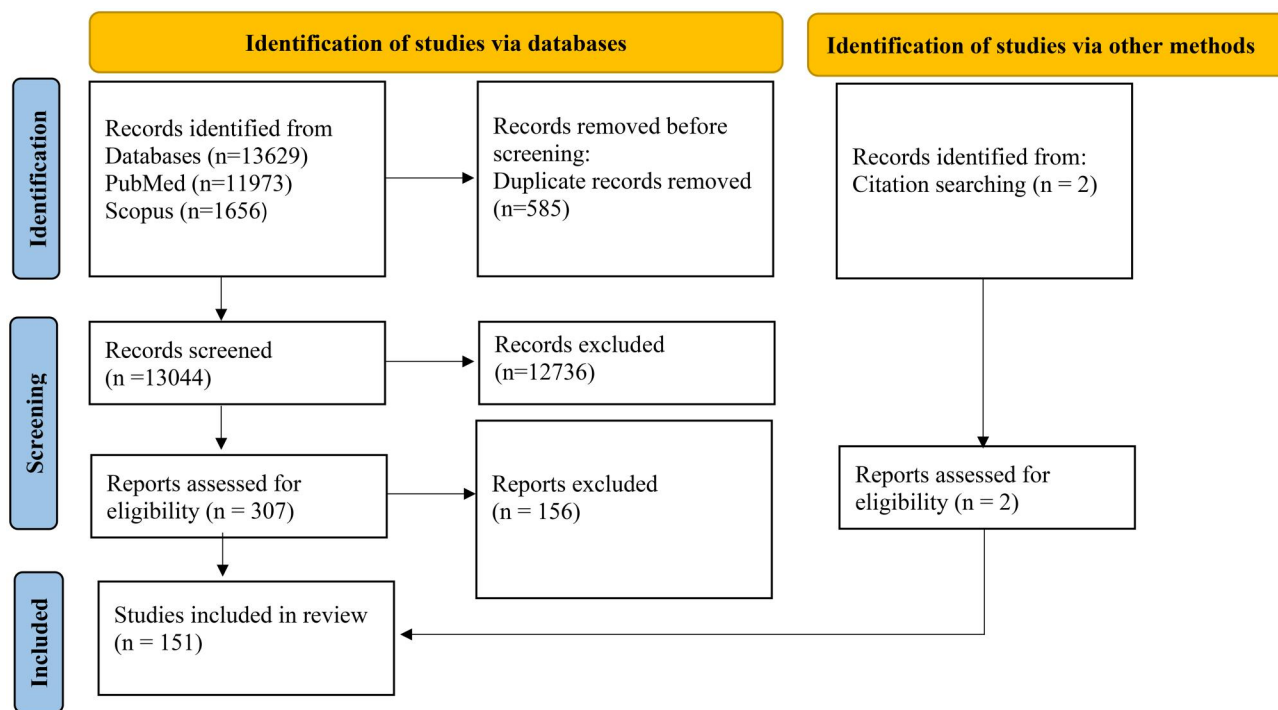 Identification of studies via databases
Identification of studies via other methods
Identification
Records identified from
Databases (n=13629)
PubMed (n=11973)
Scopus (n=1656)
Records removed before
screening:
Duplicate records removed
(n=585)
Records identified from:
Citation searching (n = 2)
Screening
Records screened
(n =13044)
Records excluded
(n=12736)
Reports assessed for
eligibility (n = 307)
Reports excluded
(n = 156)
Reports assessed for
eligibility (n = 2)
Included
Studies included in review
(n = 151)